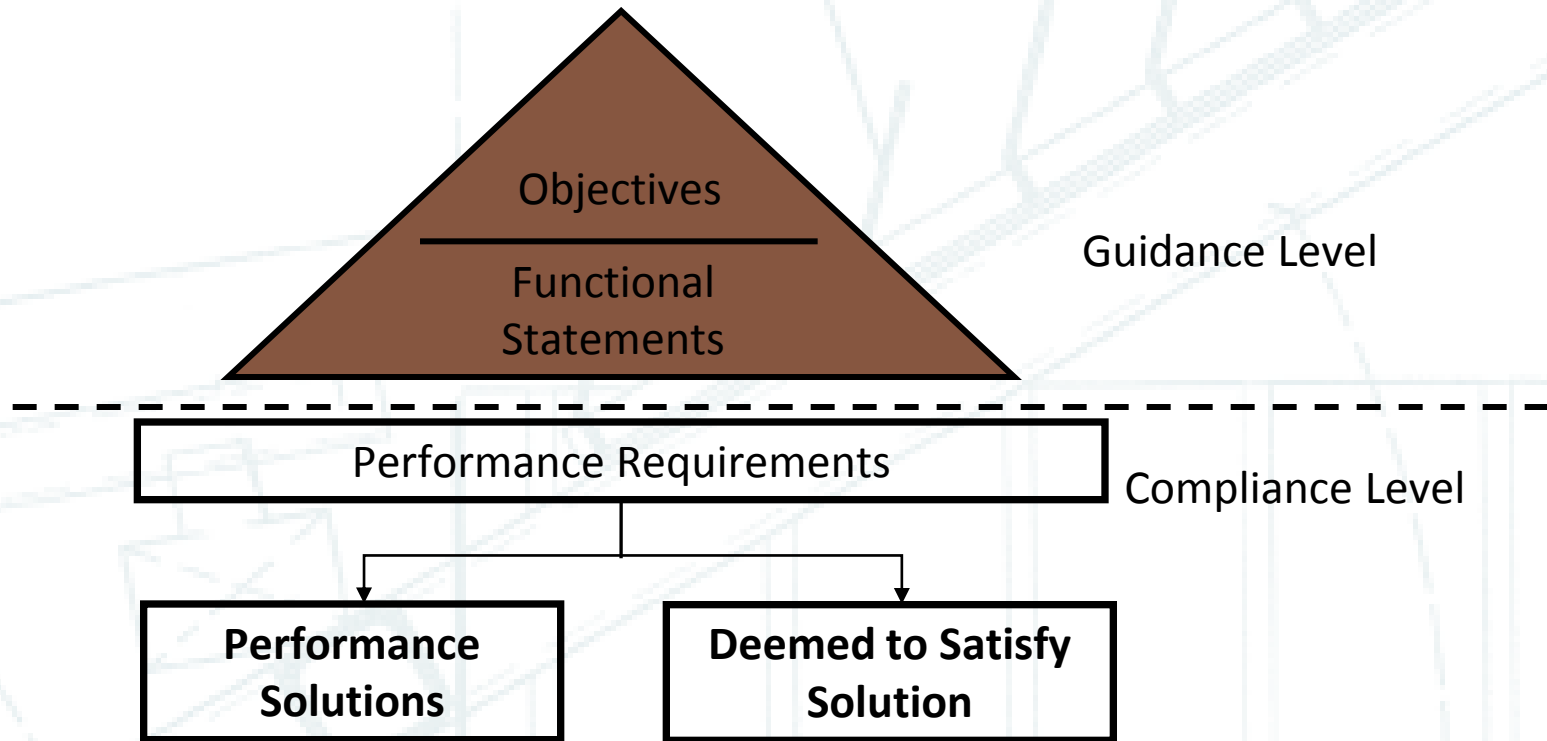 Objectives
Functional
Statements
Guidance Level
Performance Requirements
Compliance Level
Performance
Solutions
Deemed to Satisfy
Solution